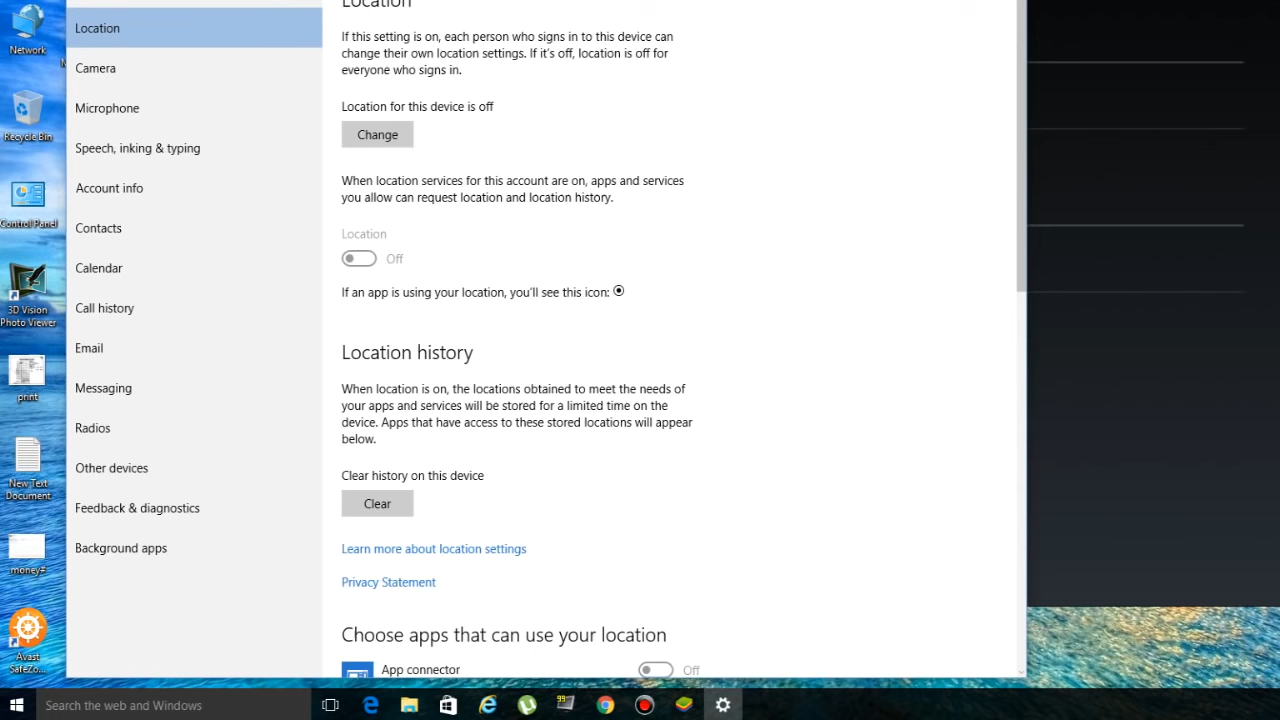 Network
Recycle Bin
Control Panel
3D Vision
Photo Viewer
print
New Text
Document
money#
Avast
SafeZo...
Location
Camera
Microphone
Speech, inking & typing
Account info
Contacts
Calendar
Call history
Email
Messaging
Radios
Other devices
Feedback & diagnostics
Background apps
Location
If this setting is on, each person who signs in to this device can
change their own location settings. If it's off, location is off for
everyone who signs in.
Location for this device is off
Change
When location services for this account are on, apps and services
you allow can request location and location history.
Location
Off
If an app is using your location, you'll see this icon:
Location history
When location is on, the locations obtained to meet the needs of
your apps and services will be stored for a limited time on the
device. Apps that have access to these stored locations will appear
below.
Clear history on this device
Clear
Learn more about location settings
Privacy Statement
Choose apps that can use your location
App connector
Off
Search the web and Windows
99